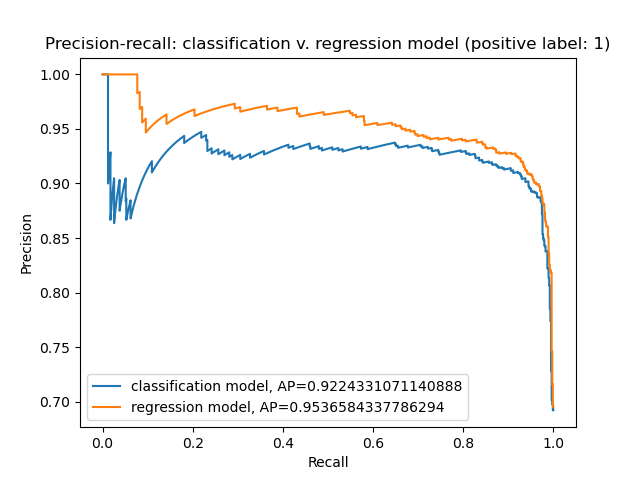 Precision-recall: classification v. regression model (positive label: 1)
1.00
0.95
0.90
0.85
0.80
0.75
0.70
Precision
classification model, AP=0.9224331071140888
regression model, AP=0.9536584337786294
0.0 0.2 0.4 0.6 0.8 1.0
Recall